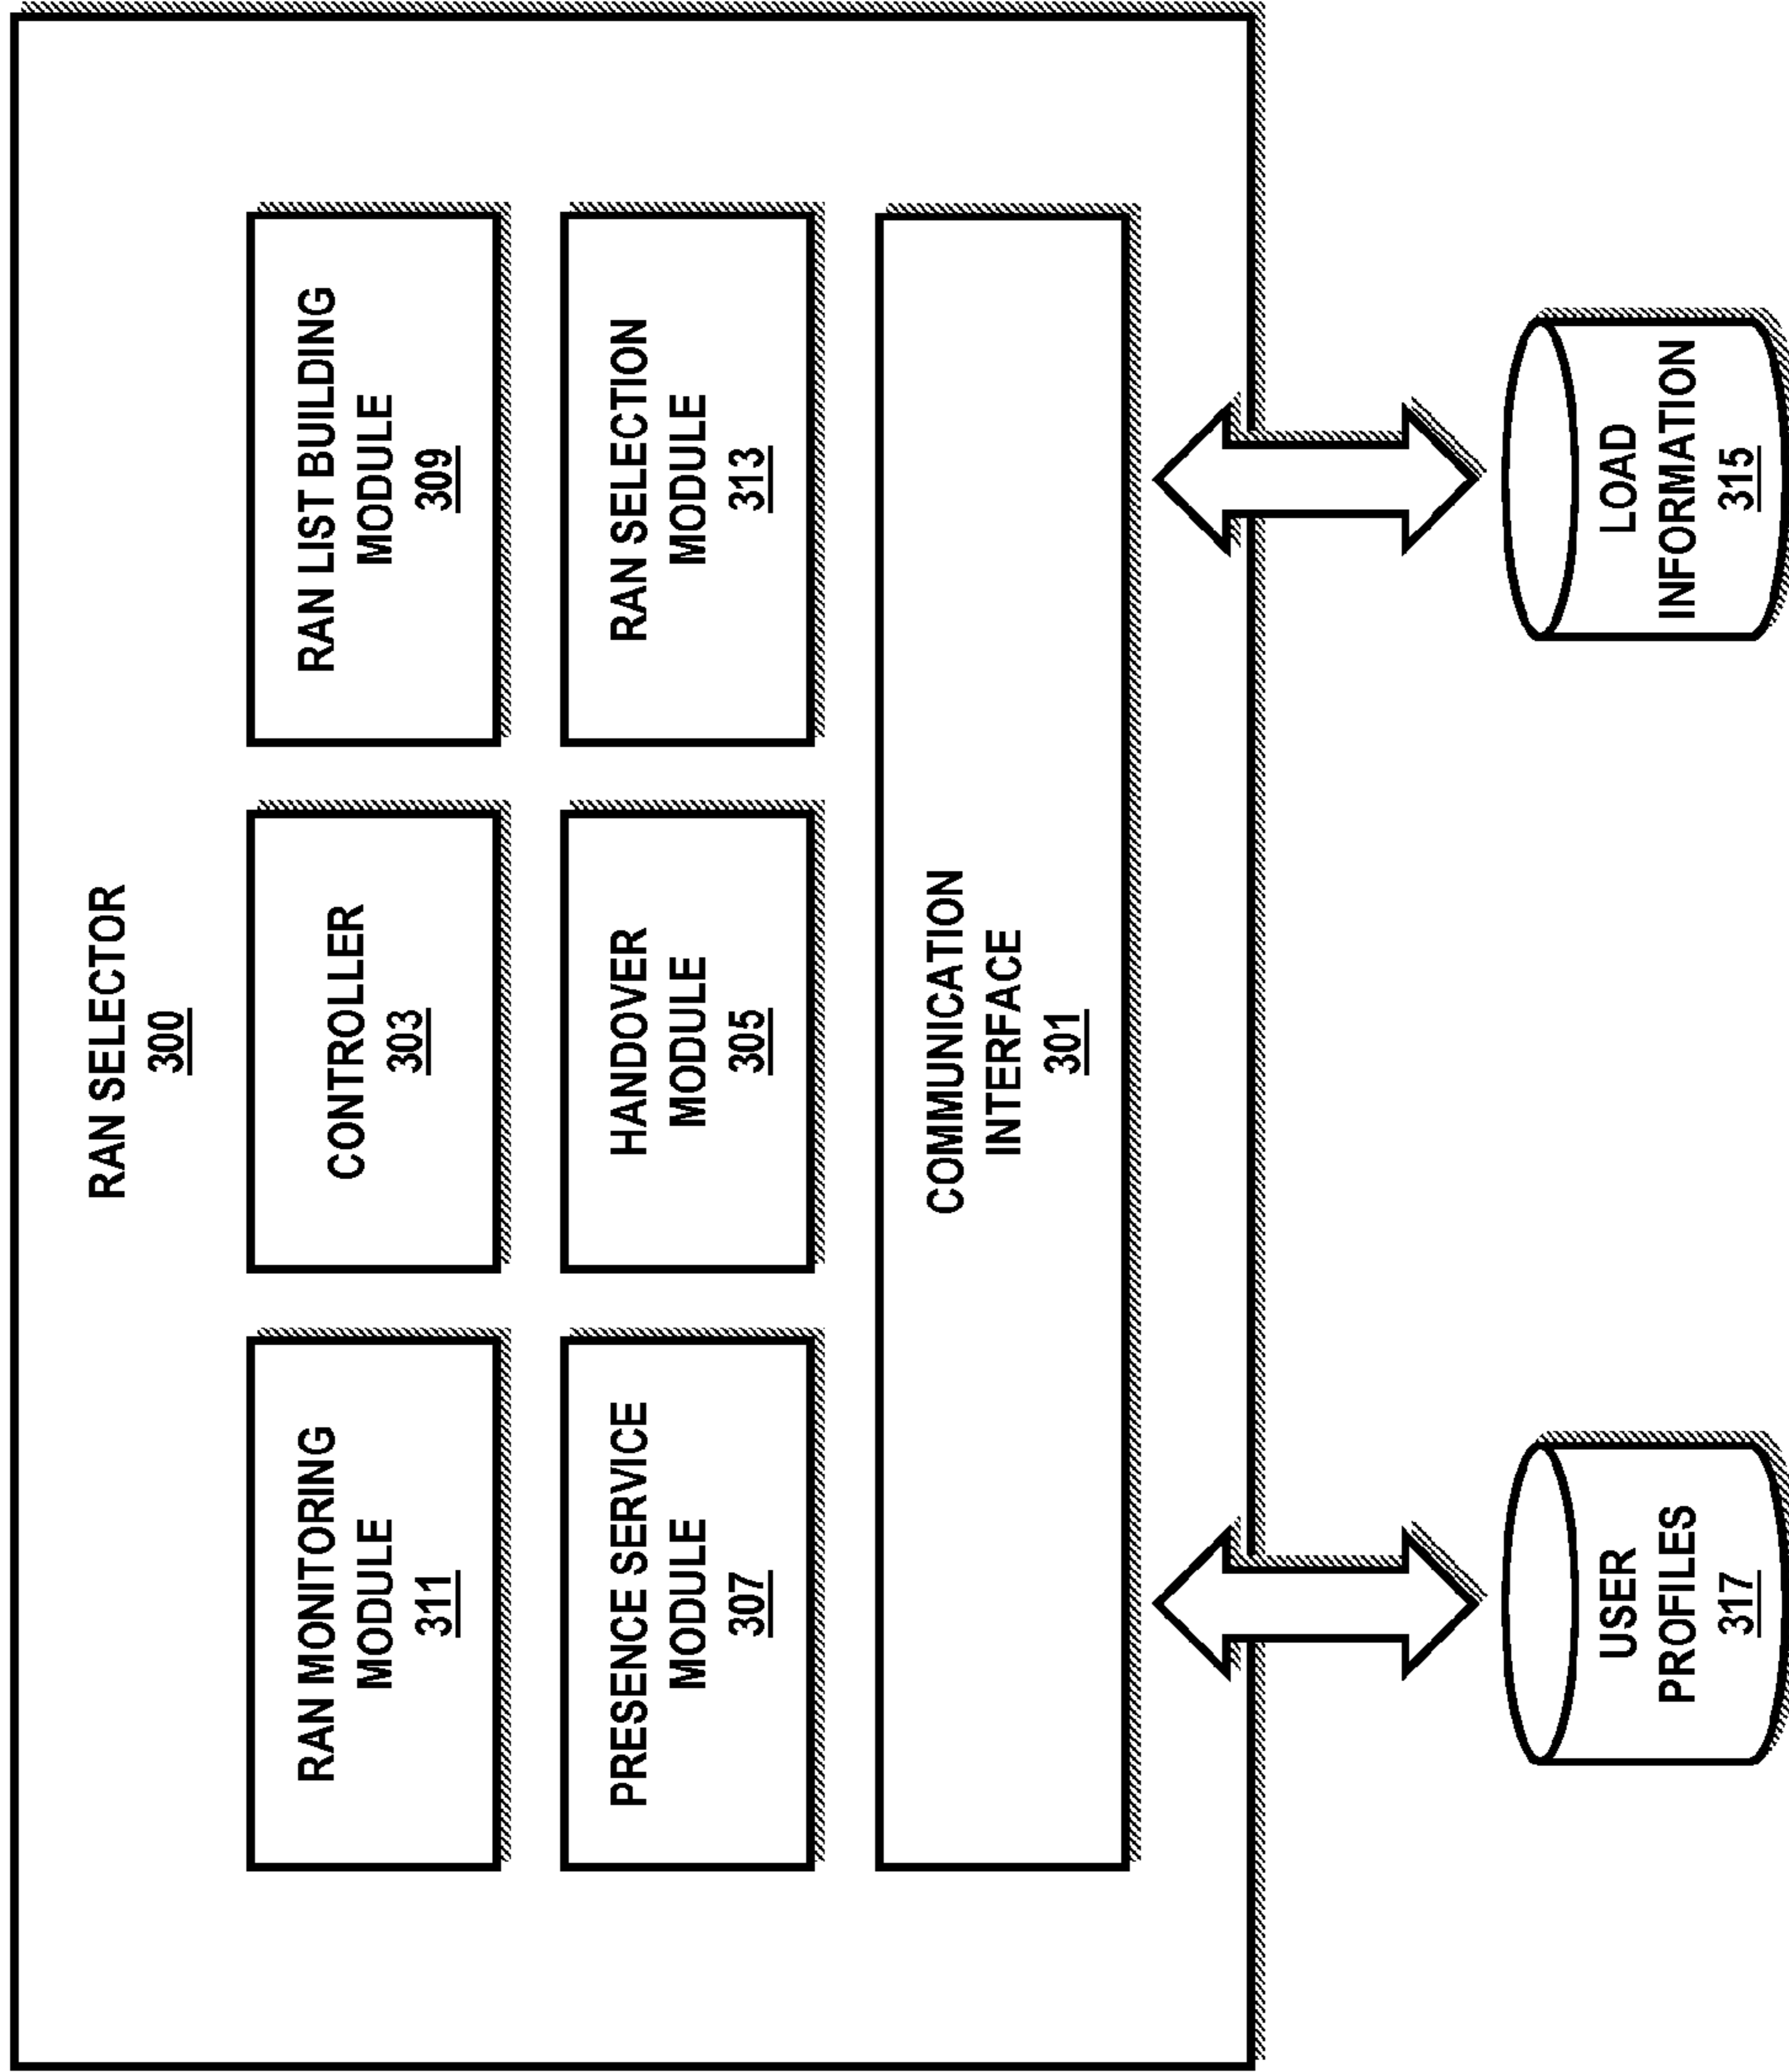 RAN SELECTOR
300
RAN MONITORING
MODULE
311
CONTROLLER
303
RAN LIST BUILDING
MODULE
309
PRESENCE SERVICE
MODULE
307
HANDOVER
MODULE
305
RAN SELECTION
MODULE
313
COMMUNICATION
INTERFACE
301
USER
PROFILES
317
LOAD
INFORMATION
315